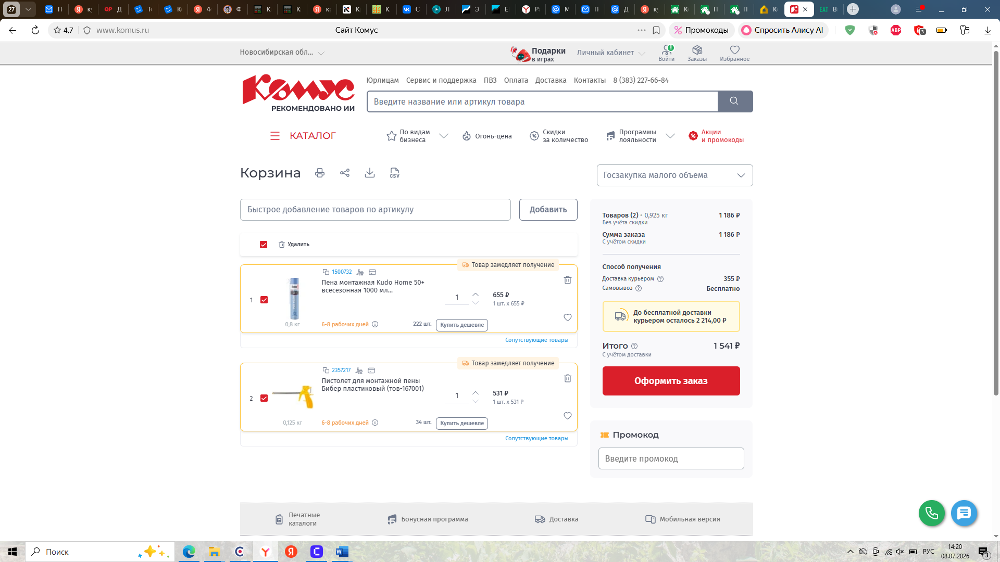 27
4,7
www.komus.ru
Сайт Комус
Промокоды
Спросить Алису AI
ABP
3
Новосибирская обл...
Подарки
в играх
Личный кабинет
Войти
Заказы
Избранное
Комус
РЕКОМЕНДОВАНО ИИ
Юрлицам
Сервис и поддержка
ПВЗ
Оплата
Доставка
Контакты
8 (383) 227-66-84
Введите название или артикул товара
КАТАЛОГ
По видам
бизнеса
Огонь-цена
Скидки
за количество
Программы
лояльности
Акции
и промокоды
Корзина
CSV
Госзакупка малого объема
Быстрое добавление товаров по артикулу
Добавить
Удалить
Товар замедляет получение
1500732
Пена монтажная Kudo Home 50+
всесезонная 1000 мл...
1
1
655 ₽
1 шт. x 655 ₽
0,8 кг
6-8 рабочих дней
222 шт.
Купить дешевле
Сопутствующие товары
Товар замедляет получение
2357217
Пистолет для монтажной пены
Бибер пластиковый (тов-167001)
2
1
531 ₽
1 шт. x 531 ₽
0,125 кг
6-8 рабочих дней
34 шт.
Купить дешевле
Сопутствующие товары
Товаров (2) • 0,925 кг
1 186 ₽
Без учёта скидки
Сумма заказа
1 186 ₽
С учётом скидки
Способ получения
Доставка курьером
355 ₽
Самовывоз
Бесплатно
До бесплатной доставки
курьером осталось 2 214,00 ₽
Итого
1 541 ₽
С учётом доставки
Оформить заказ
Промокод
Введите промокод
Печатные
каталоги
Бонусная программа
Доставка
Мобильная версия
Поиск
РУС
14:20
08.07.2026
3